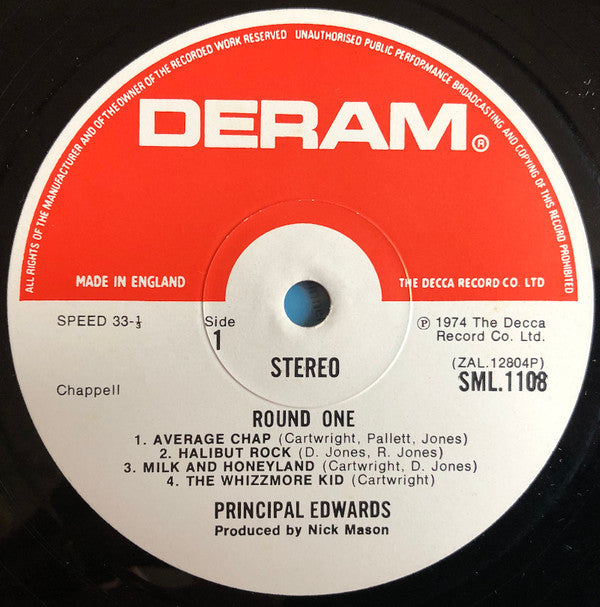 ALL RIGHTS OF THE MANUFACTURER AND OF THE OWNER OF THE RECORDED WORK RESERVED UNAUTHORISED PUBLIC PERFORMANCE BROADCASTING AND COPYING OF THIS RECORD PROHIBITED
DERAM®
MADE IN ENGLAND THE DECCA RECORD CO. LTD
SPEED 33-⅓ Side ℗ 1974 The Decca
1 Record Co. Ltd.
STEREO (ZAL.12804P)
Chappell SML.1108
ROUND ONE
1. AVERAGE CHAP (Cartwright, Pallett, Jones)
2. HALIBUT ROCK (D. Jones, R. Jones)
3. MILK AND HONEYLAND (Cartwright, D. Jones)
4. THE WHIZZMORE KID (Cartwright)
PRINCIPAL EDWARDS
Produced by Nick Mason